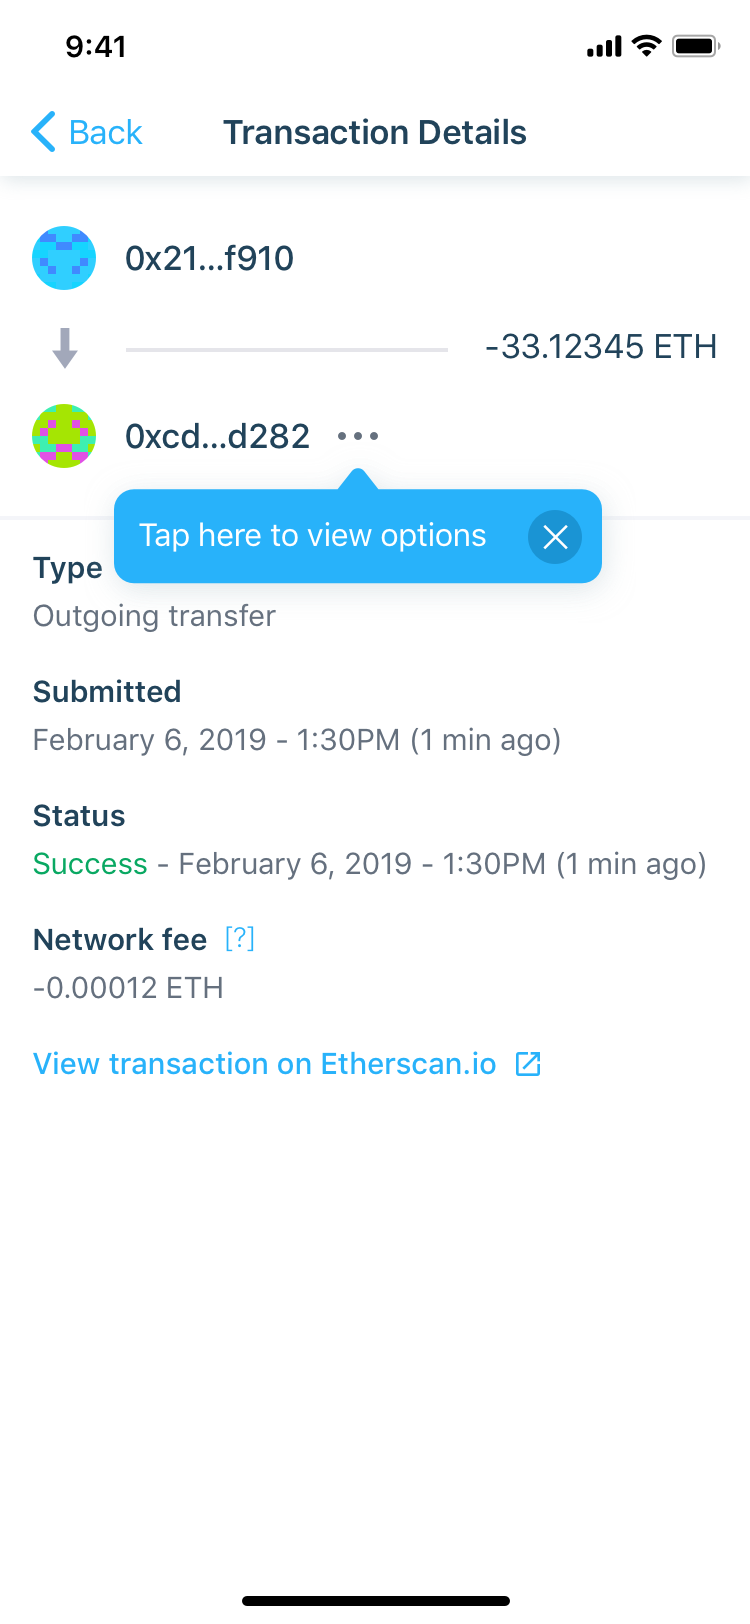 9:41
Back
Transaction Details
0x21...f910
-33.12345 ETH
0xcd...d282 •••
Tap here to view options
Type
Outgoing transfer
Submitted
February 6, 2019 - 1:30PM (1 min ago)
Status
Success - February 6, 2019 - 1:30PM (1 min ago)
Network fee [?]
-0.00012 ETH
View transaction on Etherscan.io